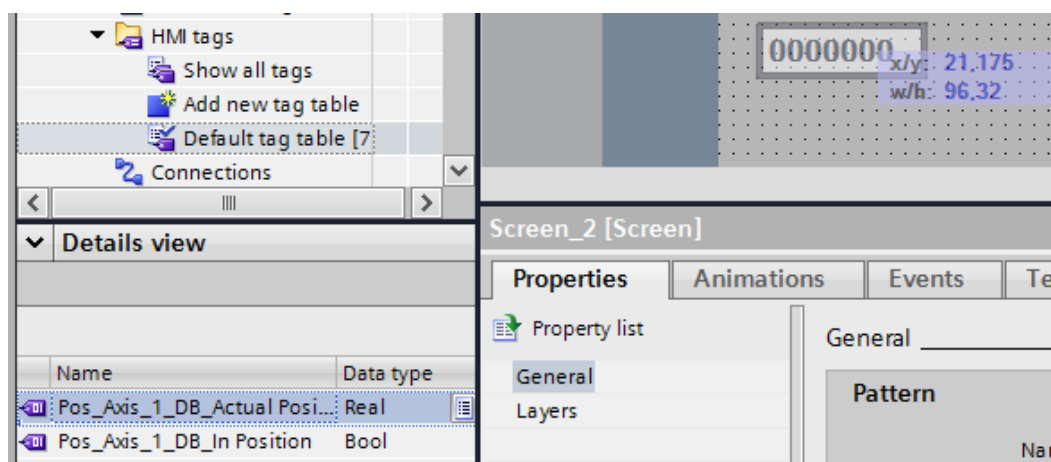 HMI tags
Show all tags
Add new tag table
Default tag table [7
Connections
Details view
Name Data type
Pos_Axis_1_DB_Actual Posi... Real
Pos_Axis_1_DB_In Position Bool
0000000
x/y: 21,175
w/h: 96,32
Screen_2 [Screen]
Properties Animations Events Te
Property list
General
Layers
General
Pattern
Nar